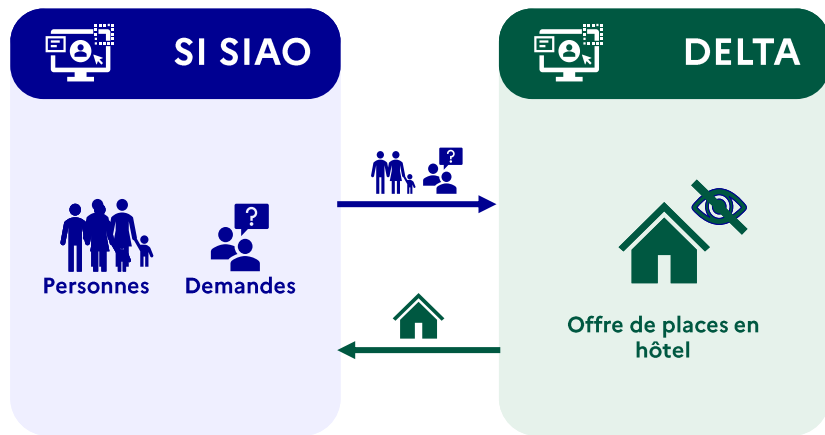 SI SIAO
DELTA
?
?
Personnes
Demandes
Offre de places en
hôtel